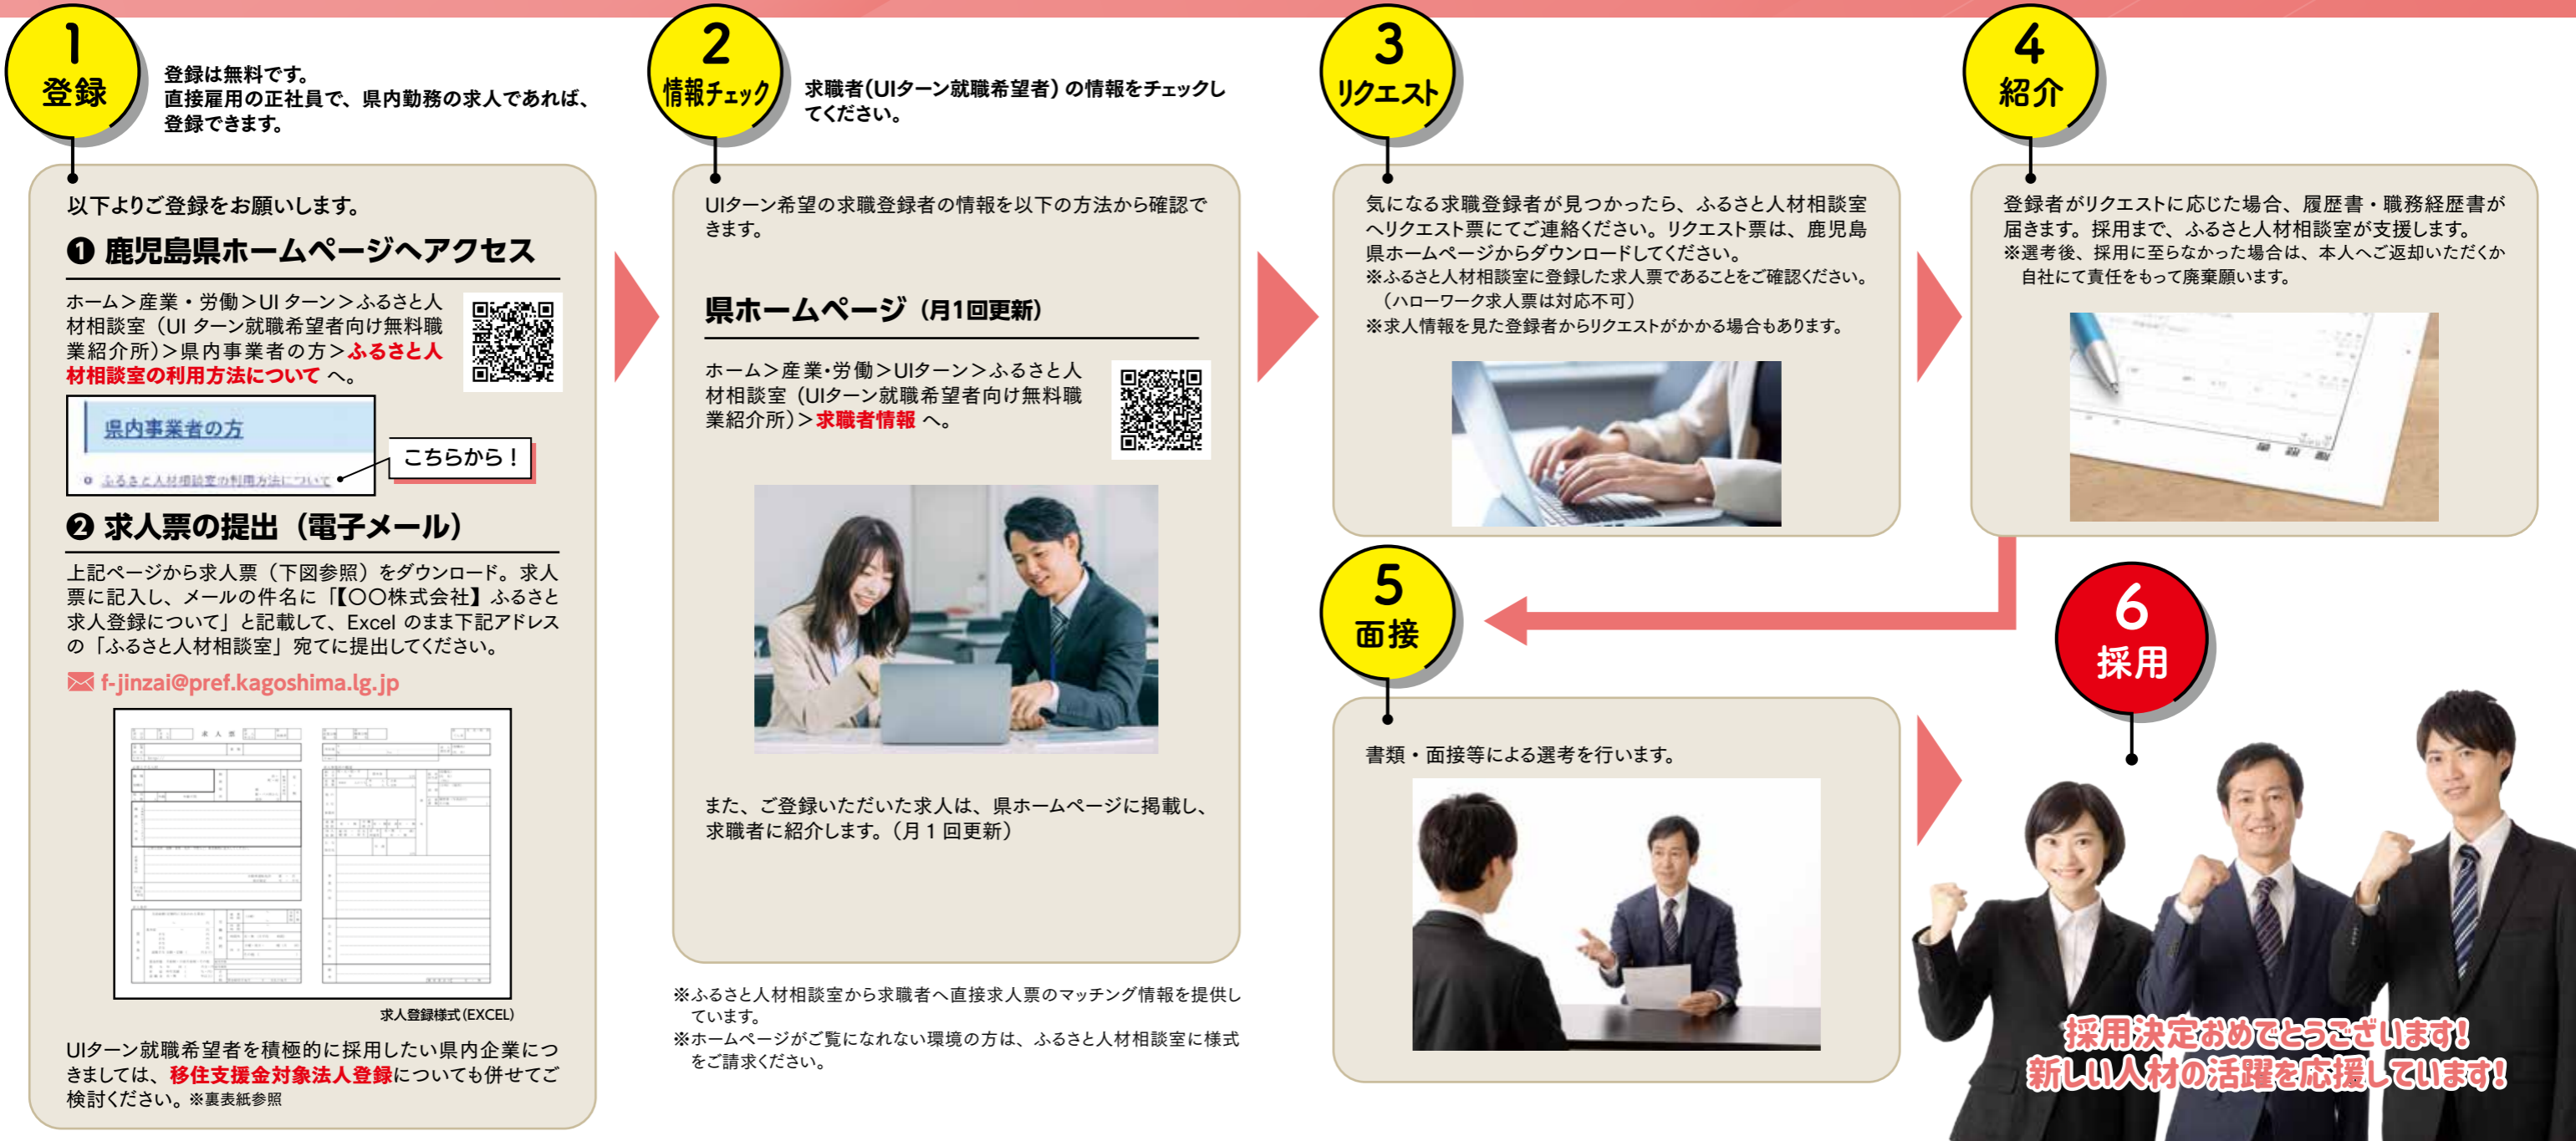 1
登録
登録は無料です。
直接雇用の正社員で、県内勤務の求人であれば、
登録できます。
以下よりご登録をお願いします。
❶ 鹿児島県ホームページへアクセス
ホーム＞産業・労働＞UI ターン＞ふるさと人
材相談室（UI ターン就職希望者向け無料職
業紹介所）＞県内事業者の方＞ふるさと人
材相談室の利用方法について へ。
県内事業者の方
ふるさと人材相談室の利用方法について
こちらから！
❷ 求人票の提出（電子メール）
上記ページから求人票（下図参照）をダウンロード。求人
票に記入し、メールの件名に「【〇〇株式会社】ふるさと
求人登録について」と記載して、Excel のまま下記アドレス
の「ふるさと人材相談室」宛てに提出してください。
f-jinzai@pref.kagoshima.lg.jp
求人票
求人登録様式（EXCEL）
UIターン就職希望者を積極的に採用したい県内企業につ
きましては、移住支援金対象法人登録についても併せてご
検討ください。※裏表紙参照
2
情報チェック
求職者（UIターン就職希望者）の情報をチェックし
てください。
UIターン希望の求職登録者の情報を以下の方法から確認で
きます。
県ホームページ（月1回更新）
ホーム＞産業・労働＞UIターン＞ふるさと人
材相談室（UIターン就職希望者向け無料職
業紹介所）＞求職者情報 へ。
また、ご登録いただいた求人は、県ホームページに掲載し、
求職者に紹介します。（月１回更新）
※ふるさと人材相談室から求職者へ直接求人票のマッチング情報を提供し
ています。
※ホームページがご覧になれない環境の方は、ふるさと人材相談室に様式
をご請求ください。
3
リクエスト
気になる求職登録者が見つかったら、ふるさと人材相談室
へリクエスト票にてご連絡ください。リクエスト票は、鹿児島
県ホームページからダウンロードしてください。
※ふるさと人材相談室に登録した求人票であることをご確認ください。
（ハローワーク求人票は対応不可）
※求人情報を見た登録者からリクエストがかかる場合もあります。
4
紹介
登録者がリクエストに応じた場合、履歴書・職務経歴書が
届きます。採用まで、ふるさと人材相談室が支援します。
※選考後、採用に至らなかった場合は、本人へご返却いただくか
自社にて責任をもって廃棄願います。
履歴書
5
面接
書類・面接等による選考を行います。
6
採用
採用決定おめでとうございます！
新しい人材の活躍を応援しています！